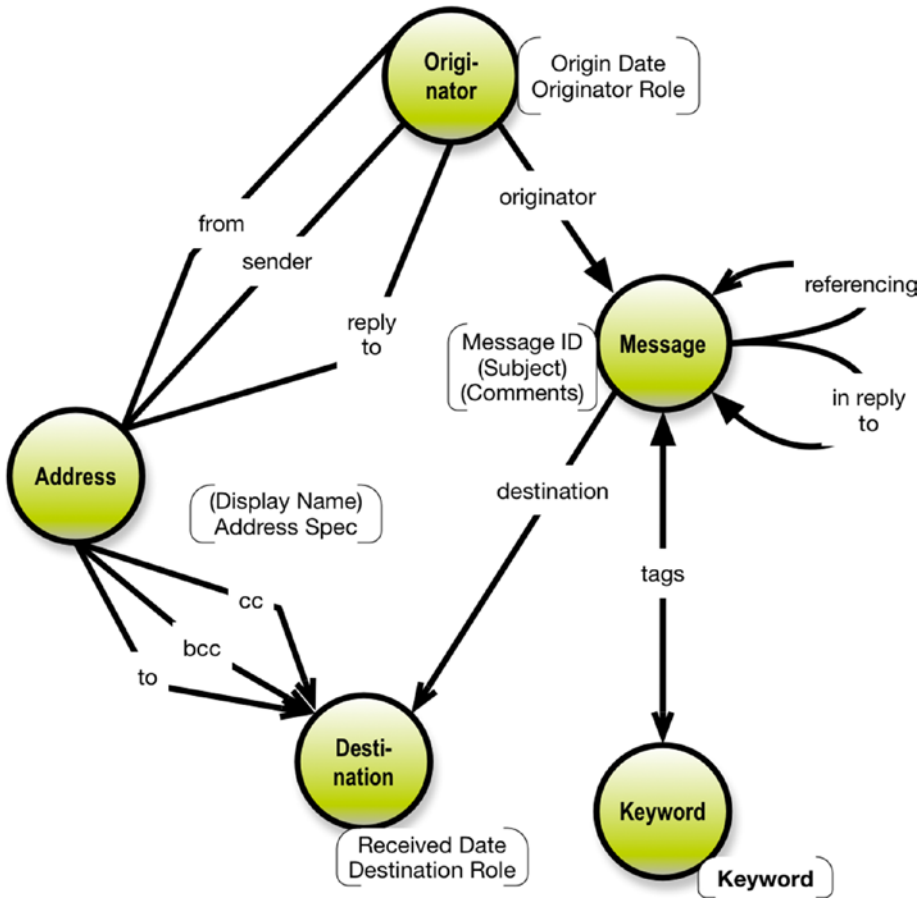 Origi-
nator
Origin Date
Originator Role
originator
from
sender
reply
to
referencing
Message ID
(Subject)
(Comments)
Message
in reply
to
Address
(Display Name)
Address Spec
destination
tags
cc
bcc
to
Desti-
nation
Received Date
Destination Role
Keyword
Keyword